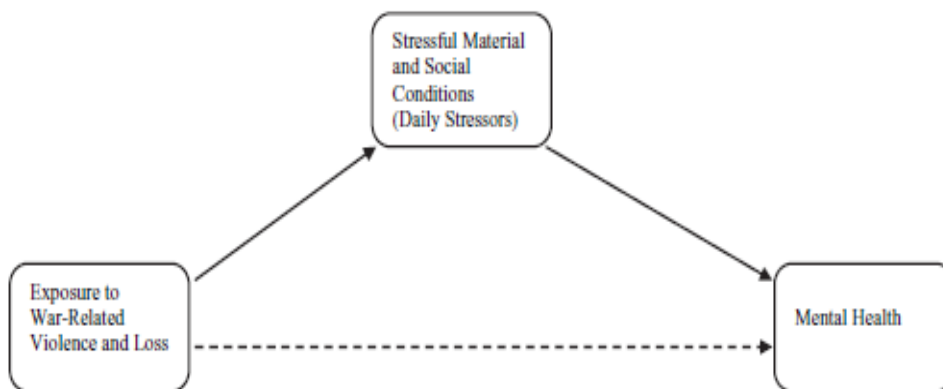 Stressful Material
and Social
Conditions
(Daily Stressors)
Exposure to
War-Related
Violence and Loss
Mental Health